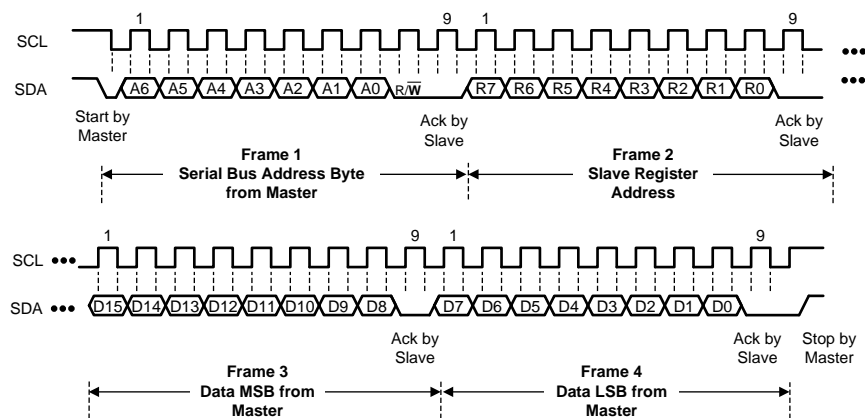 1 9 1 9
SCL
SDA A6 A5 A4 A3 A2 A1 A0 R/W R7 R6 R5 R4 R3 R2 R1 R0
Start by
Master
Ack by
Slave
Ack by
Slave
Frame 1
Serial Bus Address Byte
from Master
Frame 2
Slave Register
Address
1 9 1 9
SCL
SDA D15 D14 D13 D12 D11 D10 D9 D8 D7 D6 D5 D4 D3 D2 D1 D0
Ack by
Slave
Ack by
Slave
Stop by
Master
Frame 3
Data MSB from
Master
Frame 4
Data LSB from
Master